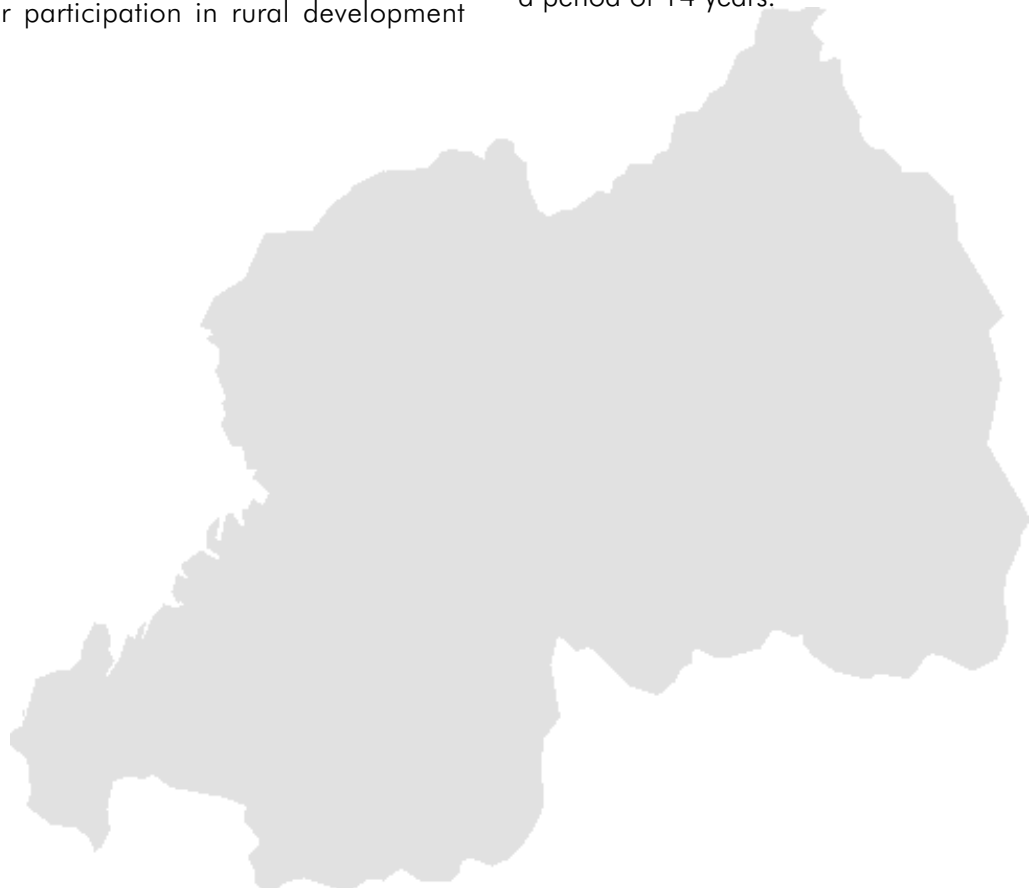 r participation in rural development
a period of 14 years.